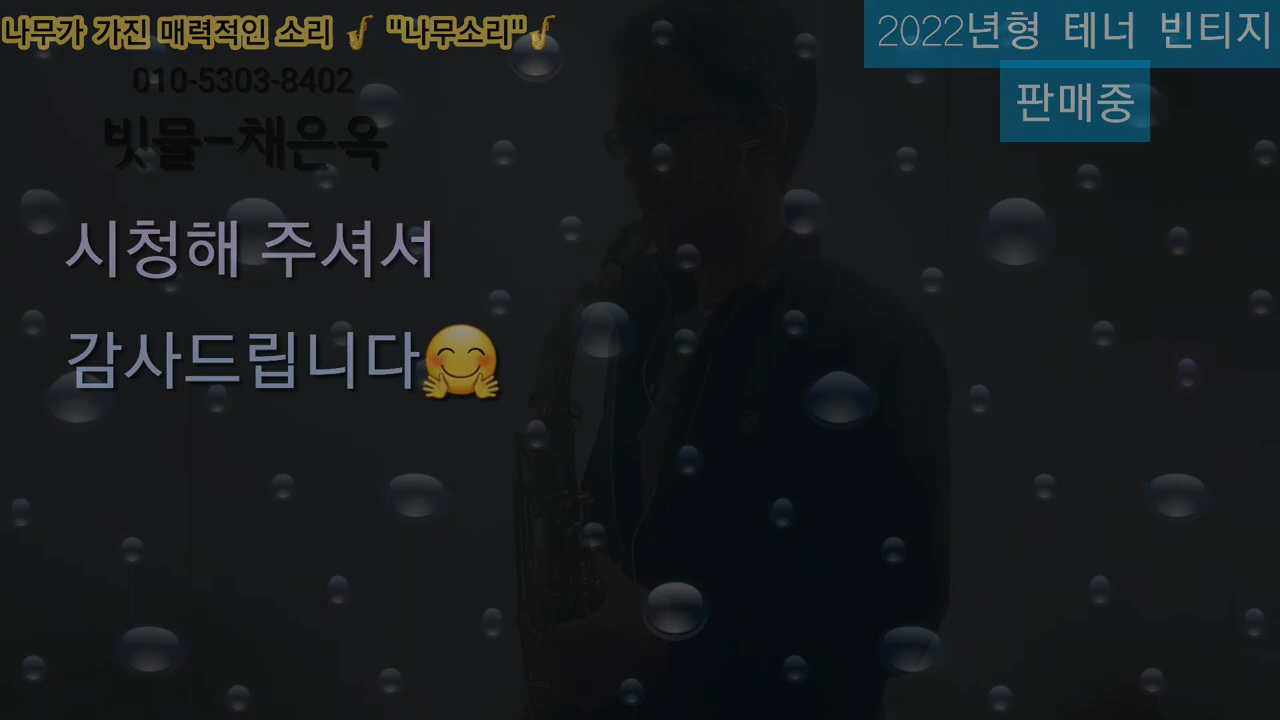 나무가 가진 매력적인 소리 🎷 "나무소리"🎷
010-5303-8402
빗물-채은옥
시청해 주셔서
감사드립니다🤗
2022년형 테너 빈티지
판매중